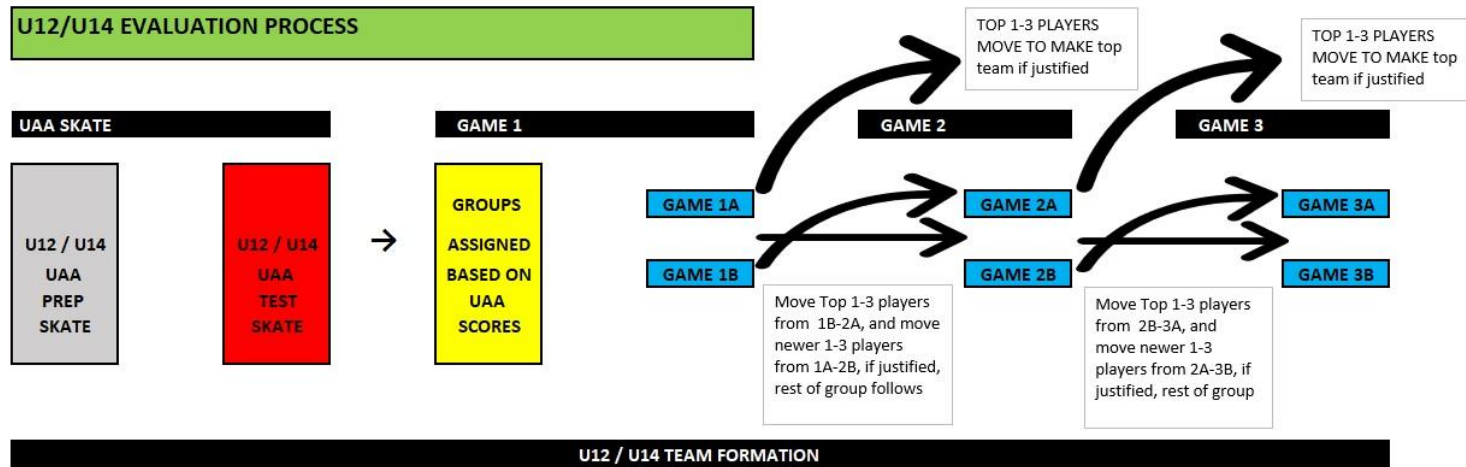 U12/U14 EVALUATION PROCESS
TOP 1-3 PLAYERS
MOVE TO MAKE top
team if justified
TOP 1-3 PLAYERS
MOVE TO MAKE top
team if justified
UAA SKATE
GAME 1
GAME 2
GAME 3
U12 / U14
UAA
PREP
SKATE
U12 / U14
UAA
TEST
SKATE
→
GROUPS
ASSIGNED
BASED ON
UAA
SCORES
GAME 1A
GAME 2A
GAME 3A
GAME 1B
GAME 2B
GAME 3B
Move Top 1-3 players
from 1B-2A, and move
newer 1-3 players
from 1A-2B, if justified,
rest of group follows
Move Top 1-3 players
from 2B-3A, and
move newer 1-3
players from 2A-3B, if
justified, rest of group
U12 / U14 TEAM FORMATION